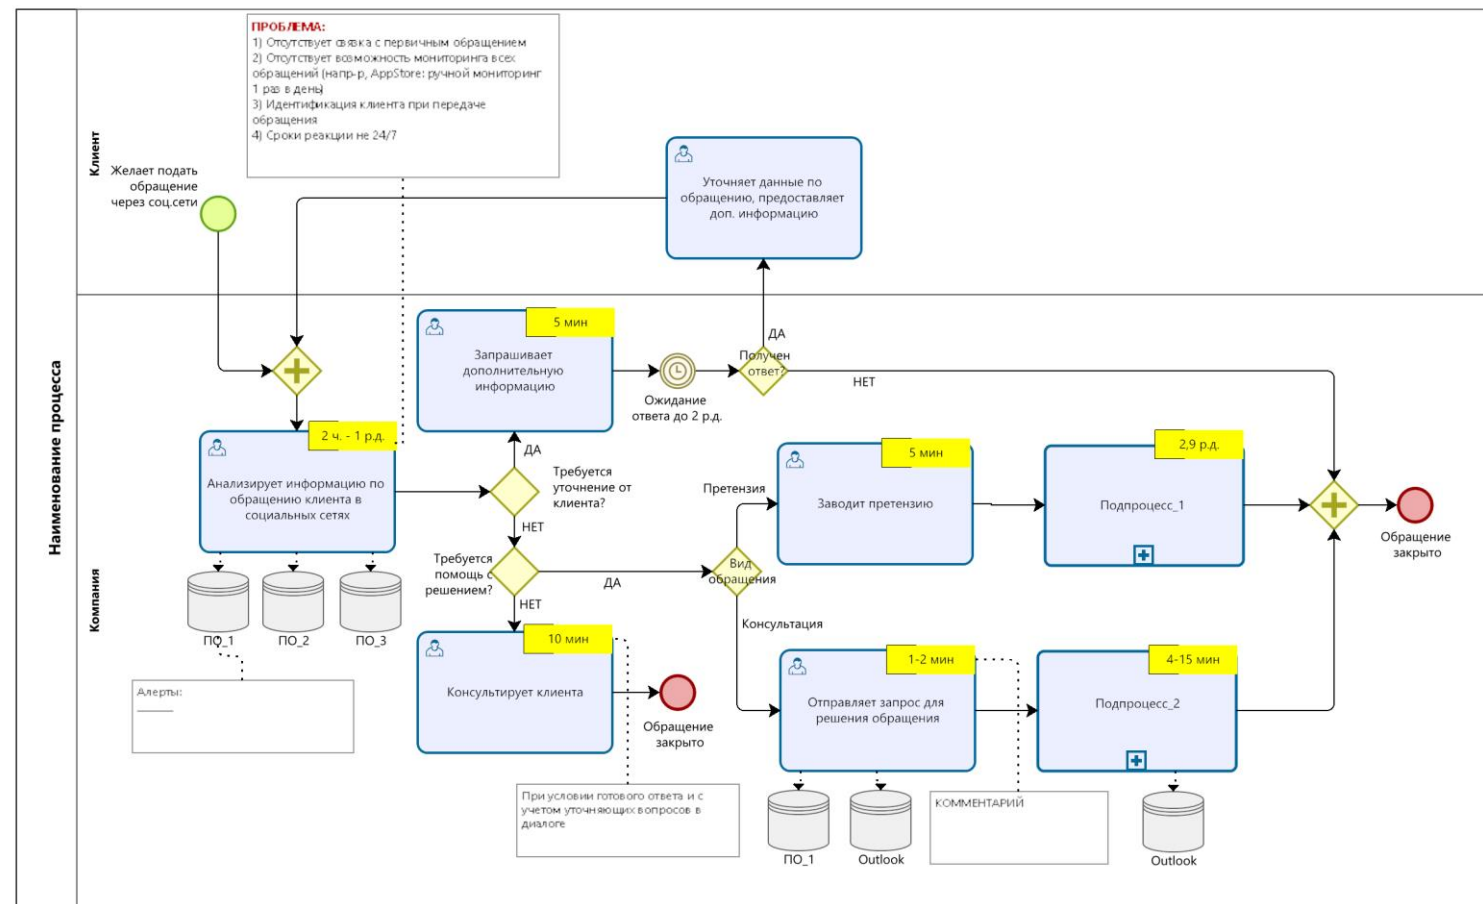 Наименование процесса
Клиент
ПРОБЛЕМА:
1) Отсутствует связка с первичным обращением
2) Отсутствует возможность мониторинга всех
обращений (напр-р, AppStore: ручной мониторинг
1 раз в день)
3) Идентификация клиента при передаче
обращения
4) Сроки реакции не 24/7
Желает подать
обращение
через соц.сети
Уточняет данные по
обращению, предоставляет
доп. информацию
Компания
5 мин
Запрашивает
дополнительную
информацию
Ожидание
ответа до 2 р.д.
Получен
ответ?
ДА
НЕТ
2 ч. - 1 р.д.
Анализирует информацию по
обращению клиента в
социальных сетях
ДА
Требуется
уточнение от
клиента?
НЕТ
Требуется
помощь с
решением?
ДА
НЕТ
Вид
обращения
Претензия
5 мин
Заводит претензию
2,9 р.д.
Подпроцесс_1
Обращение
закрыто
ПО_1
ПО_2
ПО_3
Алерты:
10 мин
Консультирует клиента
Обращение
закрыто
При условии готового ответа и с
учетом уточняющих вопросов в
диалоге
Консультация
1-2 мин
Отправляет запрос для
решения обращения
4-15 мин
Подпроцесс_2
ПО_1
Outlook
КОММЕНТАРИЙ
Outlook